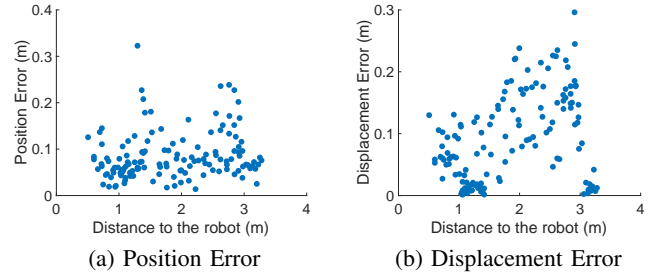 0.4
0.3
0.2
0.1
0
Position Error (m)
0 1 2 3 4
Distance to the robot (m)
(a) Position Error
0.3
0.2
0.1
0
Displacement Error (m)
0 1 2 3 4
Distance to the robot (m)
(b) Displacement Error